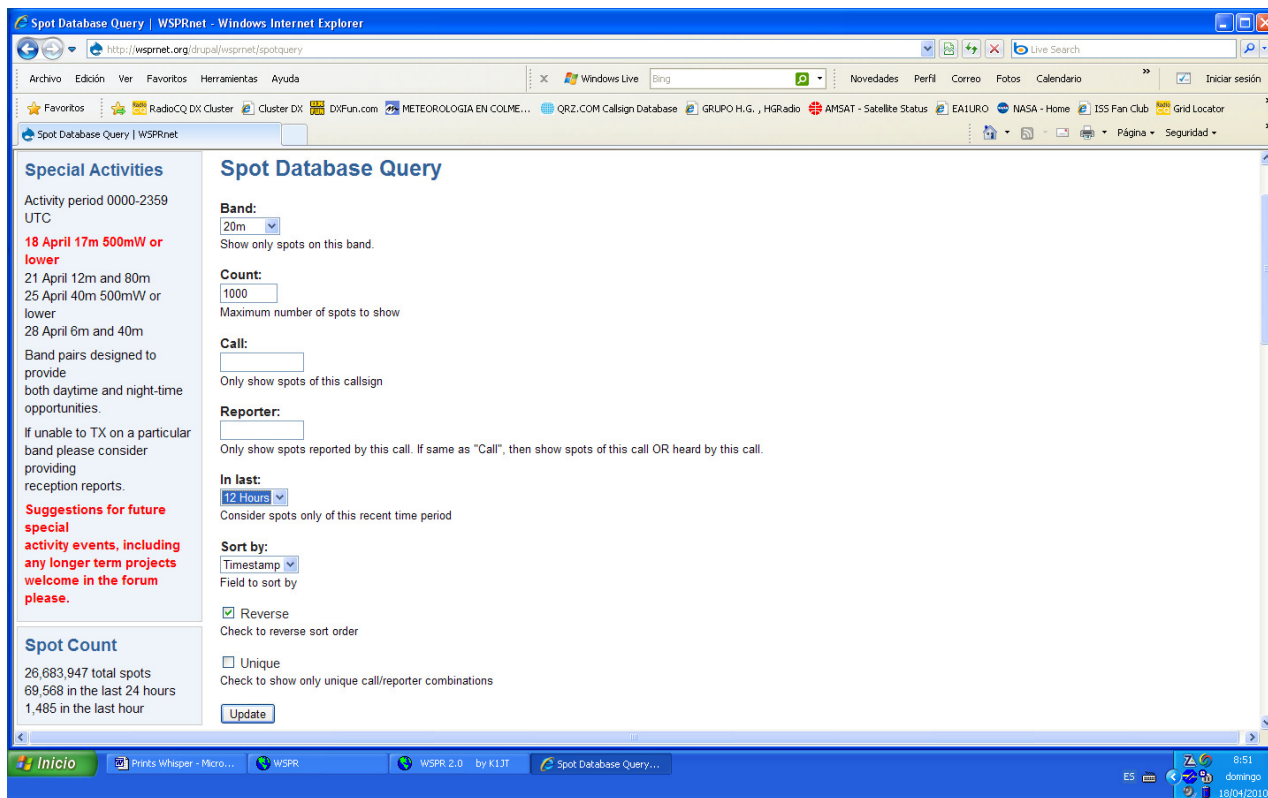 Spot Database Query | WSPRnet - Windows Internet Explorer
http://wsprnet.org/drupal/wsprnet/spotquery
Live Search
Archivo Edición Ver Favoritos Herramientas Ayuda
Windows Live Bing Novedades Perfil Correo Fotos Calendario » Iniciar sesión
Favoritos RadioCQ DX Cluster Cluster DX DXFun.com METEOROLOGIA EN COLME... QRZ.COM Callsign Database GRUPO H.G. , HGRadio AMSAT - Satellite Status EA1URO NASA - Home ISS Fan Club Grid Locator
Spot Database Query | WSPRnet Página Seguridad
Special Activities
Activity period 0000-2359
UTC
18 April 17m 500mW or
lower
21 April 12m and 80m
25 April 40m 500mW or
lower
28 April 6m and 40m
Band pairs designed to
provide
both daytime and night-time
opportunities.
If unable to TX on a particular
band please consider
providing
reception reports.
Suggestions for future
special
activity events, including
any longer term projects
welcome in the forum
please.
Spot Count
26,683,947 total spots
69,568 in the last 24 hours
1,485 in the last hour
Spot Database Query
Band:
20m
Show only spots on this band.
Count:
1000
Maximum number of spots to show
Call:
Only show spots of this callsign
Reporter:
Only show spots reported by this call. If same as "Call", then show spots of this call OR heard by this call.
In last:
12 Hours
Consider spots only of this recent time period
Sort by:
Timestamp
Field to sort by
Reverse
Check to reverse sort order
Unique
Check to show only unique call/reporter combinations
Update
Inicio Prints Whisper - Micro... WSPR WSPR 2.0 by K1JT Spot Database Query...
ES
8:51
domingo
18/04/2010